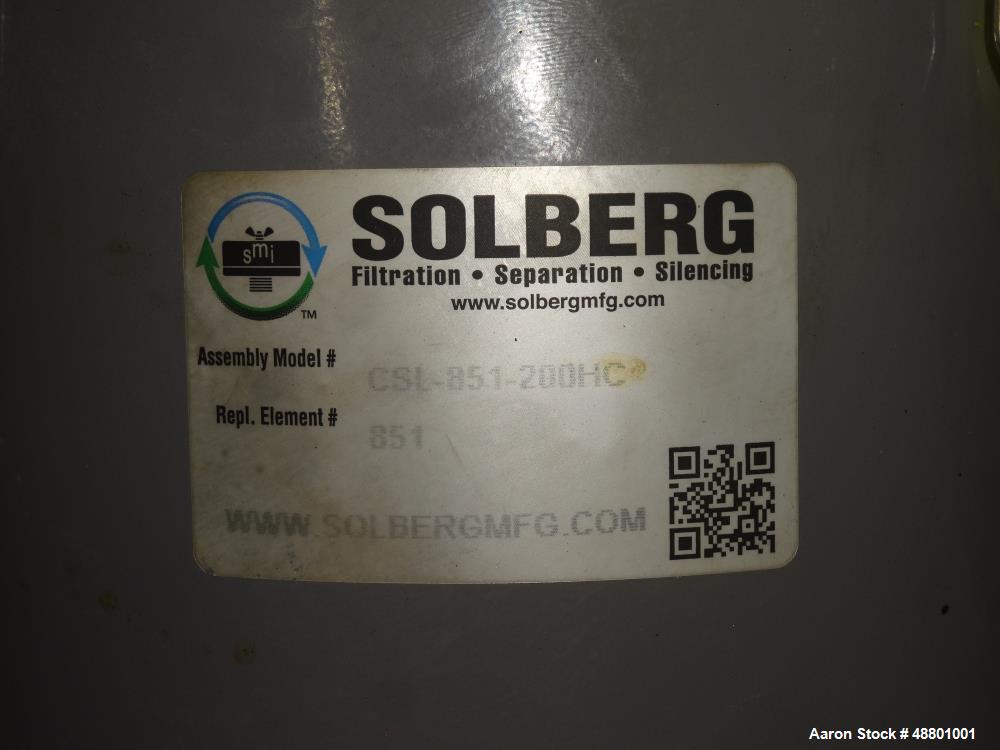 smi
SOLBERG
Filtration • Separation • Silencing
www.solbergmfg.com
TM
Assembly Model #
CSL-851-200HC
Repl. Element #
851
WWW.SOLBERGMFG.COM
Aaron Stock # 48801001